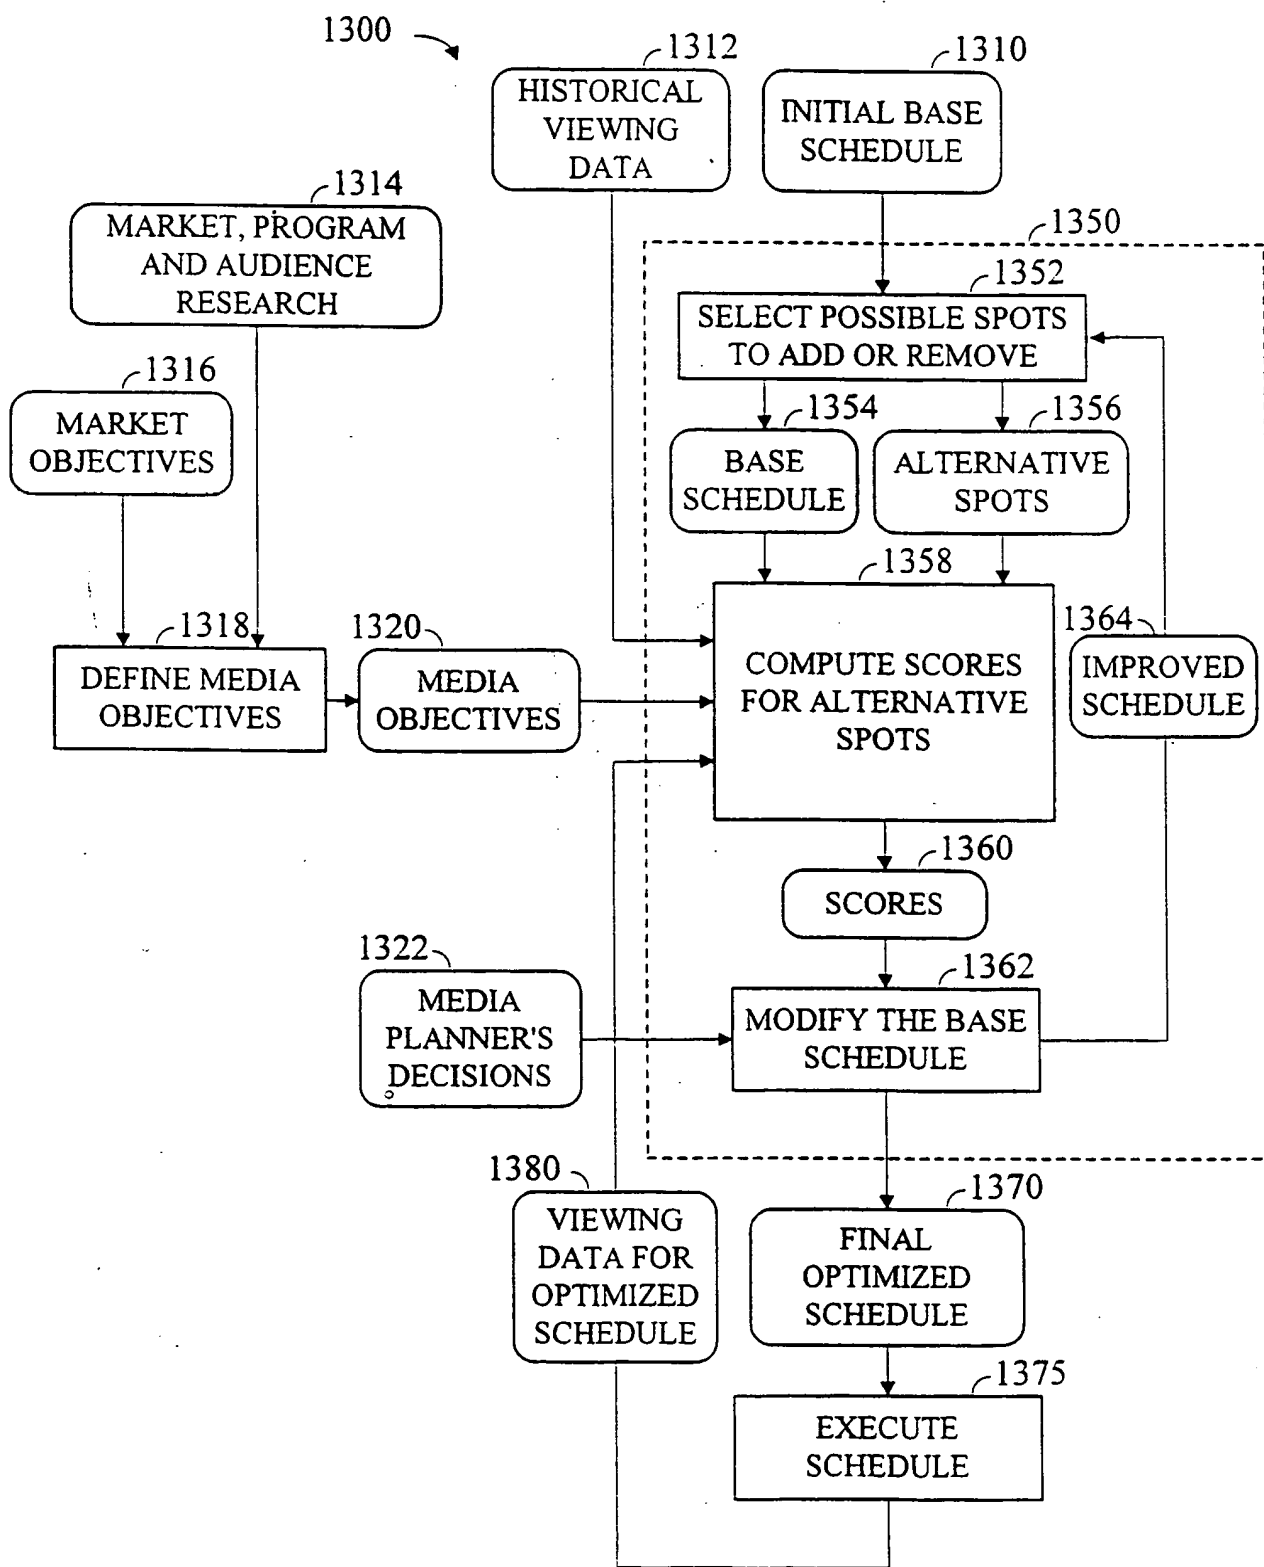 1300
1312
1310
HISTORICAL
VIEWING
DATA
INITIAL BASE
SCHEDULE
1314
MARKET, PROGRAM
AND AUDIENCE
RESEARCH
1350
1352
SELECT POSSIBLE SPOTS
TO ADD OR REMOVE
1316
MARKET
OBJECTIVES
1354
BASE
SCHEDULE
1356
ALTERNATIVE
SPOTS
1358
COMPUTE SCORES
FOR ALTERNATIVE
SPOTS
1318
DEFINE MEDIA
OBJECTIVES
1320
MEDIA
OBJECTIVES
1364
IMPROVED
SCHEDULE
1360
SCORES
1322
MEDIA
PLANNER'S
DECISIONS
1362
MODIFY THE BASE
SCHEDULE
1380
VIEWING
DATA FOR
OPTIMIZED
SCHEDULE
1370
FINAL
OPTIMIZED
SCHEDULE
1375
EXECUTE
SCHEDULE